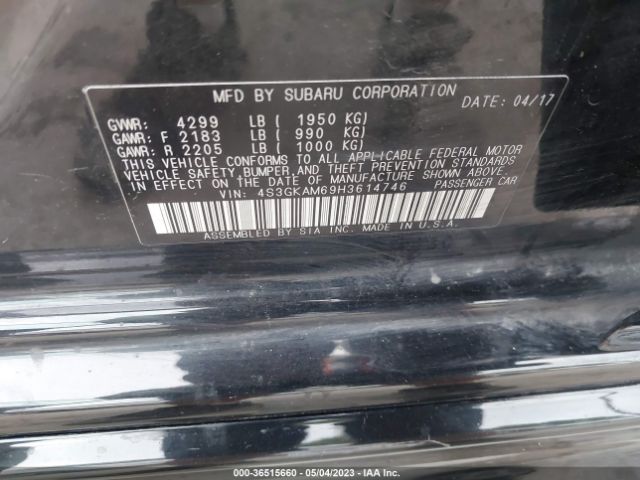 MFD BY SUBARU CORPORATION
DATE: 04/17
GVWR: 4299 LB ( 1950 KG)
GAWR: F 2183 LB ( 990 KG)
GAWR: R 2205 LB ( 1000 KG)
THIS VEHICLE CONFORMS TO ALL APPLICABLE FEDERAL MOTOR
VEHICLE SAFETY, BUMPER, AND THEFT PREVENTION STANDARDS
IN EFFECT ON THE DATE OF MANUFACTURE SHOWN ABOVE.
VIN: 4S3GKAM69H3614746 PASSENGER CAR
ASSEMBLED BY SIA INC. MADE IN U.S.A.
000-36515660 - 05/04/2023 - IAA Inc.